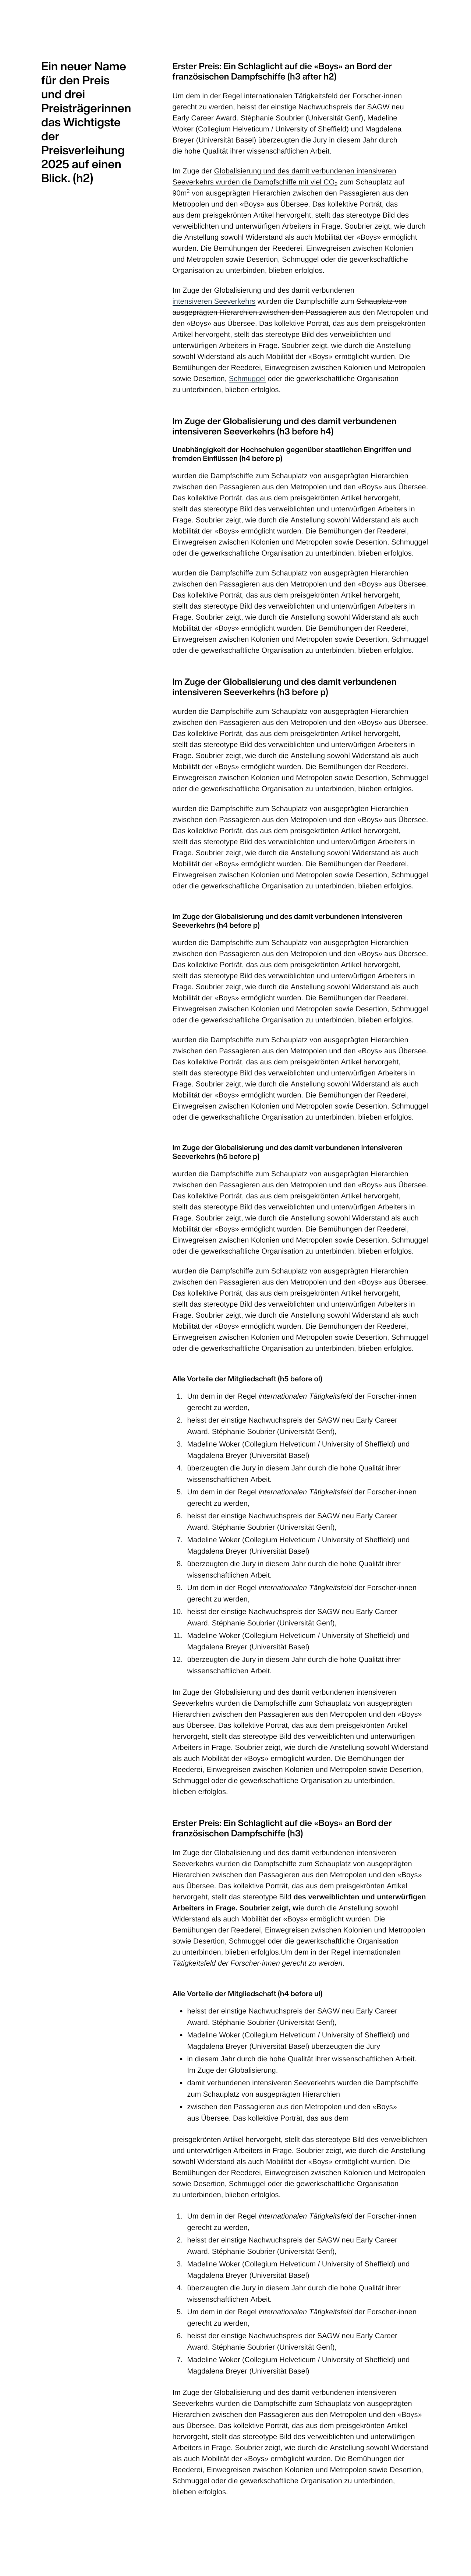 Ein neuer Name
für den Preis
und drei
Preisträgerinnen
das Wichtigste
der
Preisverleihung
2025 auf einen
Blick. (h2)
Erster Preis: Ein Schlaglicht auf die «Boys» an Bord der
französischen Dampfschiffe (h3 after h2)
Um dem in der Regel internationalen Tätigkeitsfeld der Forscher·innen
gerecht zu werden, heisst der einstige Nachwuchspreis der SAGW neu
Early Career Award. Stéphanie Soubrier (Universität Genf), Madeline
Woker (Collegium Helveticum / University of Sheffield) und Magdalena
Breyer (Universität Basel) überzeugten die Jury in diesem Jahr durch
die hohe Qualität ihrer wissenschaftlichen Arbeit.
Im Zuge der Globalisierung und des damit verbundenen intensiveren
Seeverkehrs wurden die Dampfschiffe mit viel CO2 zum Schauplatz auf
90m2 von ausgeprägten Hierarchien zwischen den Passagieren aus den
Metropolen und den «Boys» aus Übersee. Das kollektive Porträt, das
aus dem preisgekrönten Artikel hervorgeht, stellt das stereotype Bild des
verweiblichten und unterwürfigen Arbeiters in Frage. Soubrier zeigt, wie durch
die Anstellung sowohl Widerstand als auch Mobilität der «Boys» ermöglicht
wurden. Die Bemühungen der Reederei, Einwegreisen zwischen Kolonien
und Metropolen sowie Desertion, Schmuggel oder die gewerkschaftliche
Organisation zu unterbinden, blieben erfolglos.
Im Zuge der Globalisierung und des damit verbundenen
intensiveren Seeverkehrs wurden die Dampfschiffe zum Schauplatz von
ausgeprägten Hierarchien zwischen den Passagieren aus den Metropolen und
den «Boys» aus Übersee. Das kollektive Porträt, das aus dem preisgekrönten
Artikel hervorgeht, stellt das stereotype Bild des verweiblichten und
unterwürfigen Arbeiters in Frage. Soubrier zeigt, wie durch die Anstellung
sowohl Widerstand als auch Mobilität der «Boys» ermöglicht wurden. Die
Bemühungen der Reederei, Einwegreisen zwischen Kolonien und Metropolen
sowie Desertion, Schmuggel oder die gewerkschaftliche Organisation
zu unterbinden, blieben erfolglos.
Im Zuge der Globalisierung und des damit verbundenen
intensiveren Seeverkehrs (h3 before h4)
Unabhängigkeit der Hochschulen gegenüber staatlichen Eingriffen und
fremden Einflüssen (h4 before p)
wurden die Dampfschiffe zum Schauplatz von ausgeprägten Hierarchien
zwischen den Passagieren aus den Metropolen und den «Boys» aus Übersee.
Das kollektive Porträt, das aus dem preisgekrönten Artikel hervorgeht,
stellt das stereotype Bild des verweiblichten und unterwürfigen Arbeiters in
Frage. Soubrier zeigt, wie durch die Anstellung sowohl Widerstand als auch
Mobilität der «Boys» ermöglicht wurden. Die Bemühungen der Reederei,
Einwegreisen zwischen Kolonien und Metropolen sowie Desertion, Schmuggel
oder die gewerkschaftliche Organisation zu unterbinden, blieben erfolglos.
wurden die Dampfschiffe zum Schauplatz von ausgeprägten Hierarchien
zwischen den Passagieren aus den Metropolen und den «Boys» aus Übersee.
Das kollektive Porträt, das aus dem preisgekrönten Artikel hervorgeht,
stellt das stereotype Bild des verweiblichten und unterwürfigen Arbeiters in
Frage. Soubrier zeigt, wie durch die Anstellung sowohl Widerstand als auch
Mobilität der «Boys» ermöglicht wurden. Die Bemühungen der Reederei,
Einwegreisen zwischen Kolonien und Metropolen sowie Desertion, Schmuggel
oder die gewerkschaftliche Organisation zu unterbinden, blieben erfolglos.
Im Zuge der Globalisierung und des damit verbundenen
intensiveren Seeverkehrs (h3 before p)
wurden die Dampfschiffe zum Schauplatz von ausgeprägten Hierarchien
zwischen den Passagieren aus den Metropolen und den «Boys» aus Übersee.
Das kollektive Porträt, das aus dem preisgekrönten Artikel hervorgeht,
stellt das stereotype Bild des verweiblichten und unterwürfigen Arbeiters in
Frage. Soubrier zeigt, wie durch die Anstellung sowohl Widerstand als auch
Mobilität der «Boys» ermöglicht wurden. Die Bemühungen der Reederei,
Einwegreisen zwischen Kolonien und Metropolen sowie Desertion, Schmuggel
oder die gewerkschaftliche Organisation zu unterbinden, blieben erfolglos.
wurden die Dampfschiffe zum Schauplatz von ausgeprägten Hierarchien
zwischen den Passagieren aus den Metropolen und den «Boys» aus Übersee.
Das kollektive Porträt, das aus dem preisgekrönten Artikel hervorgeht,
stellt das stereotype Bild des verweiblichten und unterwürfigen Arbeiters in
Frage. Soubrier zeigt, wie durch die Anstellung sowohl Widerstand als auch
Mobilität der «Boys» ermöglicht wurden. Die Bemühungen der Reederei,
Einwegreisen zwischen Kolonien und Metropolen sowie Desertion, Schmuggel
oder die gewerkschaftliche Organisation zu unterbinden, blieben erfolglos.
Im Zuge der Globalisierung und des damit verbundenen intensiveren
Seeverkehrs (h4 before p)
wurden die Dampfschiffe zum Schauplatz von ausgeprägten Hierarchien
zwischen den Passagieren aus den Metropolen und den «Boys» aus Übersee.
Das kollektive Porträt, das aus dem preisgekrönten Artikel hervorgeht,
stellt das stereotype Bild des verweiblichten und unterwürfigen Arbeiters in
Frage. Soubrier zeigt, wie durch die Anstellung sowohl Widerstand als auch
Mobilität der «Boys» ermöglicht wurden. Die Bemühungen der Reederei,
Einwegreisen zwischen Kolonien und Metropolen sowie Desertion, Schmuggel
oder die gewerkschaftliche Organisation zu unterbinden, blieben erfolglos.
wurden die Dampfschiffe zum Schauplatz von ausgeprägten Hierarchien
zwischen den Passagieren aus den Metropolen und den «Boys» aus Übersee.
Das kollektive Porträt, das aus dem preisgekrönten Artikel hervorgeht,
stellt das stereotype Bild des verweiblichten und unterwürfigen Arbeiters in
Frage. Soubrier zeigt, wie durch die Anstellung sowohl Widerstand als auch
Mobilität der «Boys» ermöglicht wurden. Die Bemühungen der Reederei,
Einwegreisen zwischen Kolonien und Metropolen sowie Desertion, Schmuggel
oder die gewerkschaftliche Organisation zu unterbinden, blieben erfolglos.
Im Zuge der Globalisierung und des damit verbundenen intensiveren
Seeverkehrs (h5 before p)
wurden die Dampfschiffe zum Schauplatz von ausgeprägten Hierarchien
zwischen den Passagieren aus den Metropolen und den «Boys» aus Übersee.
Das kollektive Porträt, das aus dem preisgekrönten Artikel hervorgeht,
stellt das stereotype Bild des verweiblichten und unterwürfigen Arbeiters in
Frage. Soubrier zeigt, wie durch die Anstellung sowohl Widerstand als auch
Mobilität der «Boys» ermöglicht wurden. Die Bemühungen der Reederei,
Einwegreisen zwischen Kolonien und Metropolen sowie Desertion, Schmuggel
oder die gewerkschaftliche Organisation zu unterbinden, blieben erfolglos.
wurden die Dampfschiffe zum Schauplatz von ausgeprägten Hierarchien
zwischen den Passagieren aus den Metropolen und den «Boys» aus Übersee.
Das kollektive Porträt, das aus dem preisgekrönten Artikel hervorgeht,
stellt das stereotype Bild des verweiblichten und unterwürfigen Arbeiters in
Frage. Soubrier zeigt, wie durch die Anstellung sowohl Widerstand als auch
Mobilität der «Boys» ermöglicht wurden. Die Bemühungen der Reederei,
Einwegreisen zwischen Kolonien und Metropolen sowie Desertion, Schmuggel
oder die gewerkschaftliche Organisation zu unterbinden, blieben erfolglos.
Alle Vorteile der Mitgliedschaft (h5 before ol)
1. Um dem in der Regel internationalen Tätigkeitsfeld der Forscher·innen
gerecht zu werden,
2. heisst der einstige Nachwuchspreis der SAGW neu Early Career
Award. Stéphanie Soubrier (Universität Genf),
3. Madeline Woker (Collegium Helveticum / University of Sheffield) und
Magdalena Breyer (Universität Basel)
4. überzeugten die Jury in diesem Jahr durch die hohe Qualität ihrer
wissenschaftlichen Arbeit.
5. Um dem in der Regel internationalen Tätigkeitsfeld der Forscher·innen
gerecht zu werden,
6. heisst der einstige Nachwuchspreis der SAGW neu Early Career
Award. Stéphanie Soubrier (Universität Genf),
7. Madeline Woker (Collegium Helveticum / University of Sheffield) und
Magdalena Breyer (Universität Basel)
8. überzeugten die Jury in diesem Jahr durch die hohe Qualität ihrer
wissenschaftlichen Arbeit.
9. Um dem in der Regel internationalen Tätigkeitsfeld der Forscher·innen
gerecht zu werden,
10. heisst der einstige Nachwuchspreis der SAGW neu Early Career
Award. Stéphanie Soubrier (Universität Genf),
11. Madeline Woker (Collegium Helveticum / University of Sheffield) und
Magdalena Breyer (Universität Basel)
12. überzeugten die Jury in diesem Jahr durch die hohe Qualität ihrer
wissenschaftlichen Arbeit.
Im Zuge der Globalisierung und des damit verbundenen intensiveren
Seeverkehrs wurden die Dampfschiffe zum Schauplatz von ausgeprägten
Hierarchien zwischen den Passagieren aus den Metropolen und den «Boys»
aus Übersee. Das kollektive Porträt, das aus dem preisgekrönten Artikel
hervorgeht, stellt das stereotype Bild des verweiblichten und unterwürfigen
Arbeiters in Frage. Soubrier zeigt, wie durch die Anstellung sowohl Widerstand
als auch Mobilität der «Boys» ermöglicht wurden. Die Bemühungen der
Reederei, Einwegreisen zwischen Kolonien und Metropolen sowie Desertion,
Schmuggel oder die gewerkschaftliche Organisation zu unterbinden,
blieben erfolglos.
Erster Preis: Ein Schlaglicht auf die «Boys» an Bord der
französischen Dampfschiffe (h3)
Im Zuge der Globalisierung und des damit verbundenen intensiveren
Seeverkehrs wurden die Dampfschiffe zum Schauplatz von ausgeprägten
Hierarchien zwischen den Passagieren aus den Metropolen und den «Boys»
aus Übersee. Das kollektive Porträt, das aus dem preisgekrönten Artikel
hervorgeht, stellt das stereotype Bild des verweiblichten und unterwürfigen
Arbeiters in Frage. Soubrier zeigt, wie durch die Anstellung sowohl
Widerstand als auch Mobilität der «Boys» ermöglicht wurden. Die
Bemühungen der Reederei, Einwegreisen zwischen Kolonien und Metropolen
sowie Desertion, Schmuggel oder die gewerkschaftliche Organisation
zu unterbinden, blieben erfolglos.Um dem in der Regel internationalen
Tätigkeitsfeld der Forscher·innen gerecht zu werden.
Alle Vorteile der Mitgliedschaft (h4 before ul)
• heisst der einstige Nachwuchspreis der SAGW neu Early Career
Award. Stéphanie Soubrier (Universität Genf),
• Madeline Woker (Collegium Helveticum / University of Sheffield) und
Magdalena Breyer (Universität Basel) überzeugten die Jury
• in diesem Jahr durch die hohe Qualität ihrer wissenschaftlichen Arbeit.
Im Zuge der Globalisierung.
• damit verbundenen intensiveren Seeverkehrs wurden die Dampfschiffe
zum Schauplatz von ausgeprägten Hierarchien
• zwischen den Passagieren aus den Metropolen und den «Boys»
aus Übersee. Das kollektive Porträt, das aus dem
preisgekrönten Artikel hervorgeht, stellt das stereotype Bild des verweiblichten
und unterwürfigen Arbeiters in Frage. Soubrier zeigt, wie durch die Anstellung
sowohl Widerstand als auch Mobilität der «Boys» ermöglicht wurden. Die
Bemühungen der Reederei, Einwegreisen zwischen Kolonien und Metropolen
sowie Desertion, Schmuggel oder die gewerkschaftliche Organisation
zu unterbinden, blieben erfolglos.
1. Um dem in der Regel internationalen Tätigkeitsfeld der Forscher·innen
gerecht zu werden,
2. heisst der einstige Nachwuchspreis der SAGW neu Early Career
Award. Stéphanie Soubrier (Universität Genf),
3. Madeline Woker (Collegium Helveticum / University of Sheffield) und
Magdalena Breyer (Universität Basel)
4. überzeugten die Jury in diesem Jahr durch die hohe Qualität ihrer
wissenschaftlichen Arbeit.
5. Um dem in der Regel internationalen Tätigkeitsfeld der Forscher·innen
gerecht zu werden,
6. heisst der einstige Nachwuchspreis der SAGW neu Early Career
Award. Stéphanie Soubrier (Universität Genf),
7. Madeline Woker (Collegium Helveticum / University of Sheffield) und
Magdalena Breyer (Universität Basel)
Im Zuge der Globalisierung und des damit verbundenen intensiveren
Seeverkehrs wurden die Dampfschiffe zum Schauplatz von ausgeprägten
Hierarchien zwischen den Passagieren aus den Metropolen und den «Boys»
aus Übersee. Das kollektive Porträt, das aus dem preisgekrönten Artikel
hervorgeht, stellt das stereotype Bild des verweiblichten und unterwürfigen
Arbeiters in Frage. Soubrier zeigt, wie durch die Anstellung sowohl Widerstand
als auch Mobilität der «Boys» ermöglicht wurden. Die Bemühungen der
Reederei, Einwegreisen zwischen Kolonien und Metropolen sowie Desertion,
Schmuggel oder die gewerkschaftliche Organisation zu unterbinden,
blieben erfolglos.